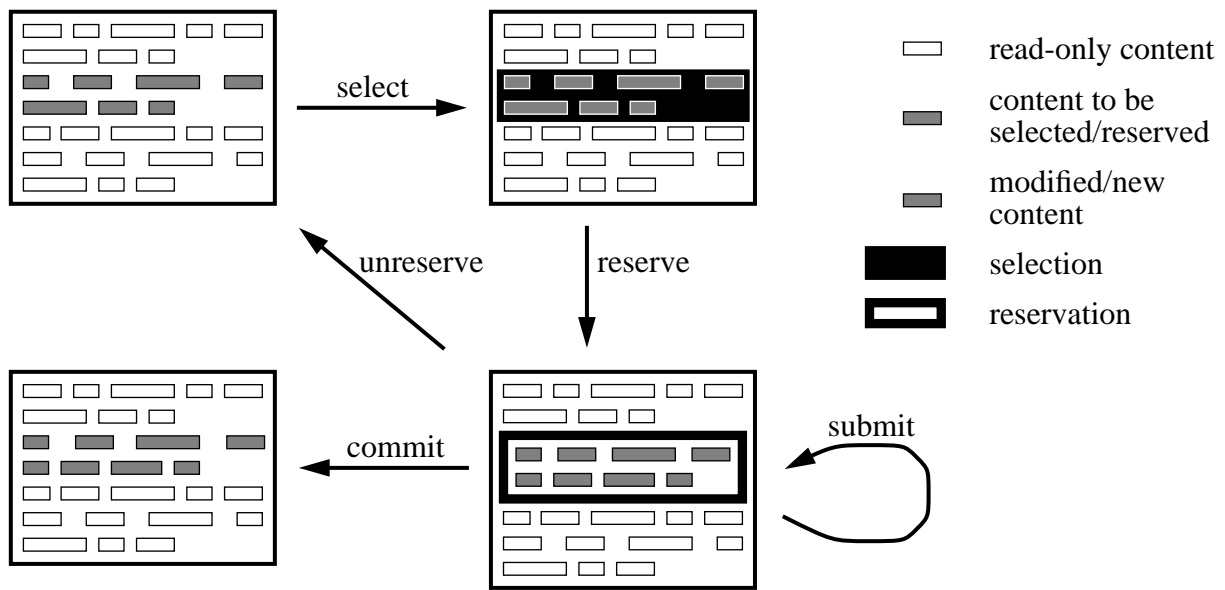 select
read-only content
content to be
selected/reserved
modified/new
content
unreserve
reserve
selection
reservation
commit
submit